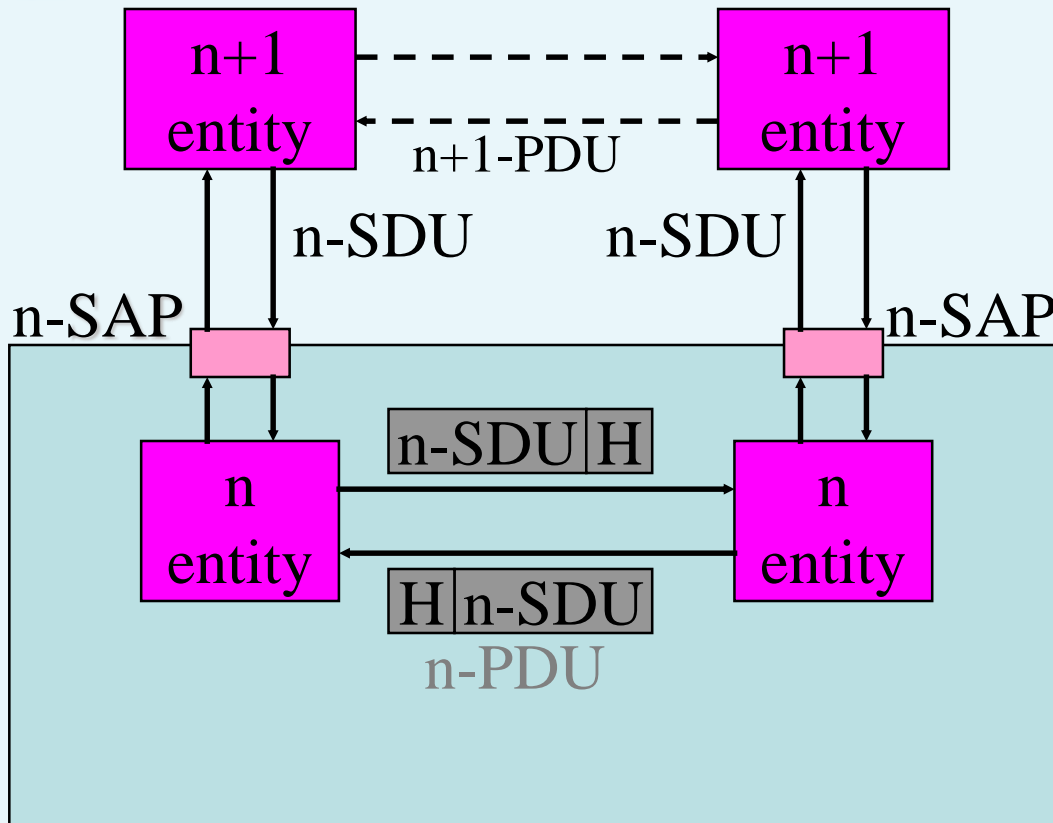 n+1
entity
n+1
entity
n+1-PDU
n-SDU
n-SDU
n-SAP
n-SAP
n-SDU H
n
entity
n
entity
H n-SDU
n-PDU